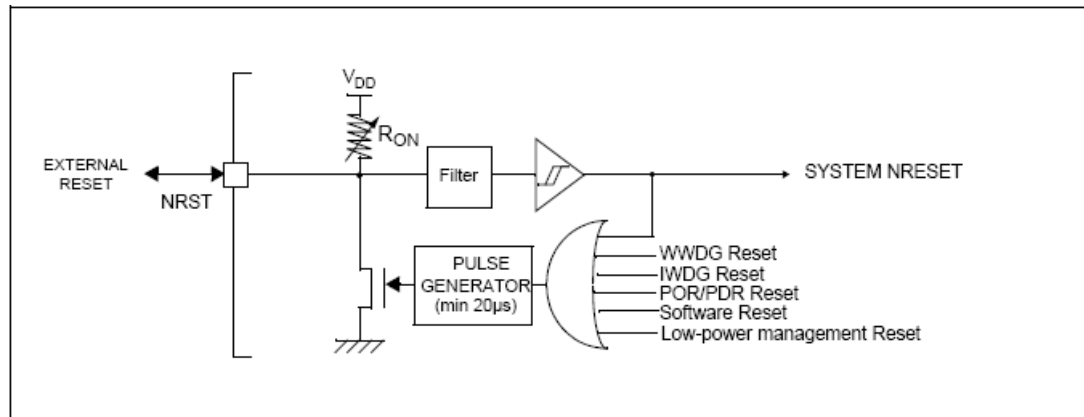 VDD
RON
EXTERNAL
RESET
NRST
Filter
SYSTEM NRESET
PULSE
GENERATOR
(min 20µs)
WWDG Reset
IWDG Reset
POR/PDR Reset
Software Reset
Low-power management Reset